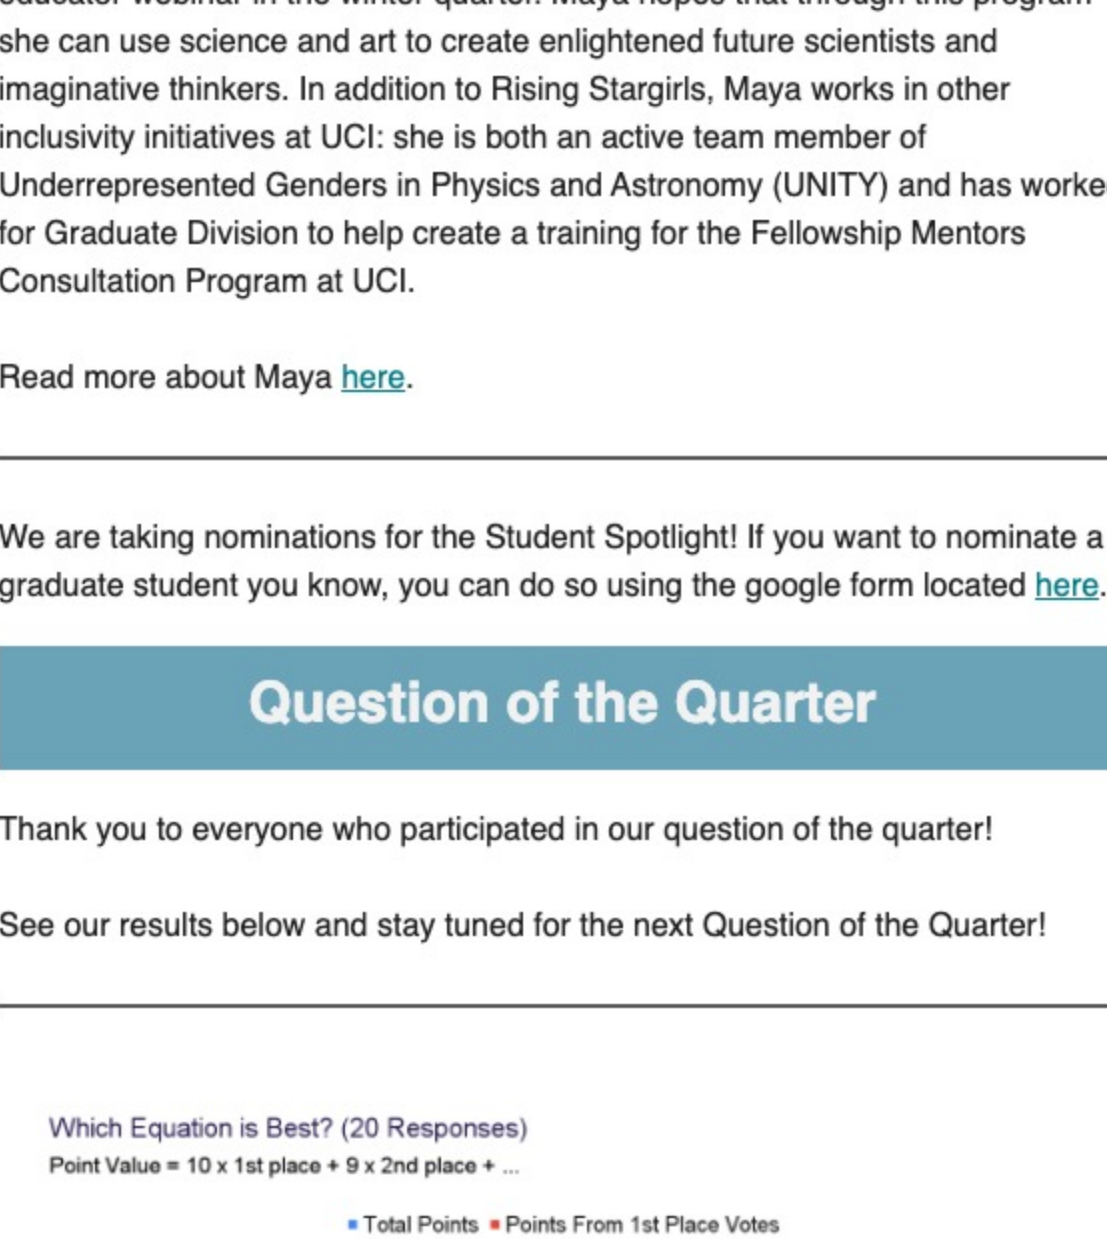 she can use science and art to create enlightened future scientists and
imaginative thinkers. In addition to Rising Stargirls, Maya works in other
inclusivity initiatives at UCI: she is both an active team member of
Underrepresented Genders in Physics and Astronomy (UNITY) and has worke
for Graduate Division to help create a training for the Fellowship Mentors
Consultation Program at UCI.
Read more about Maya here.
We are taking nominations for the Student Spotlight! If you want to nominate a
graduate student you know, you can do so using the google form located here.
Question of the Quarter
Thank you to everyone who participated in our question of the quarter!
See our results below and stay tuned for the next Question of the Quarter!
Which Equation is Best? (20 Responses)
Point Value = 10 x 1st place + 9 x 2nd place + ...
Total Points Points From 1st Place Votes